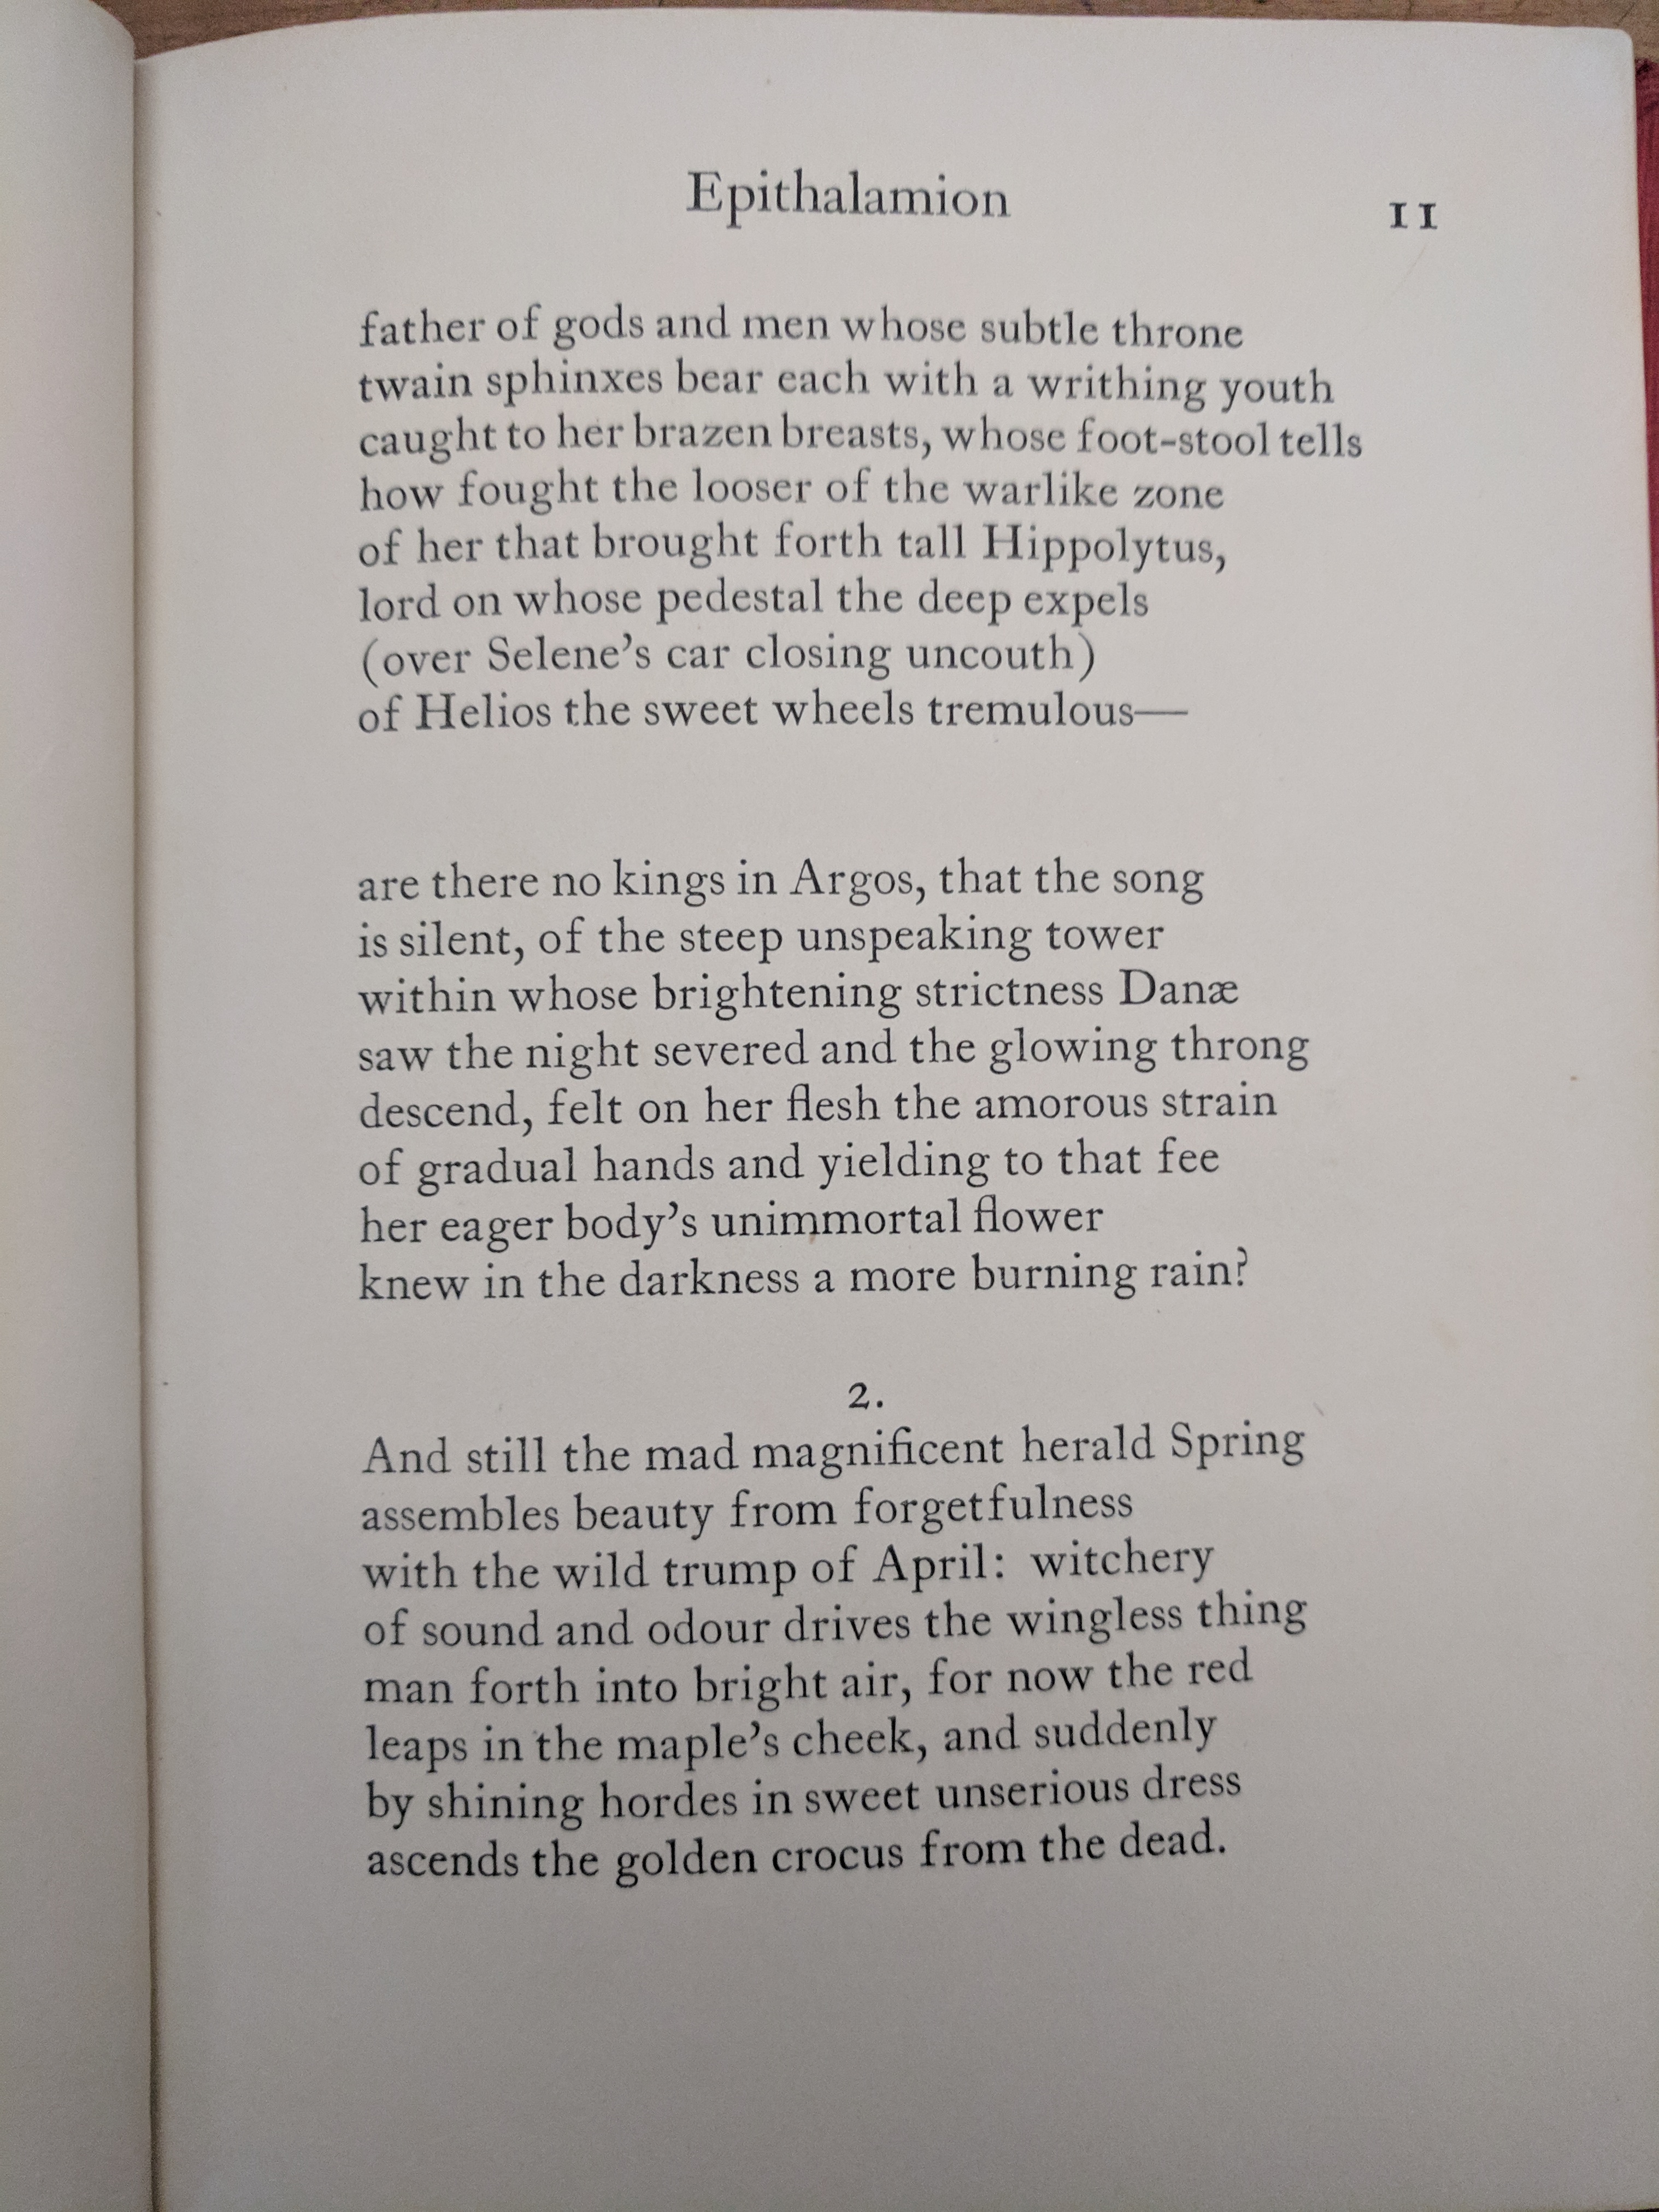 Epithalamion
11
father of gods and men whose subtle throne
twain sphinxes bear each with a writhing youth
caught to her brazen breasts, whose foot-stool tells
how fought the looser of the warlike zone
of her that brought forth tall Hippolytus,
lord on whose pedestal the deep expels
(over Selene’s car closing uncouth)
of Helios the sweet wheels tremulous—
are there no kings in Argos, that the song
is silent, of the steep unspeaking tower
within whose brightening strictness Danæ
saw the night severed and the glowing throng
descend, felt on her flesh the amorous strain
of gradual hands and yielding to that fee
her eager body’s unimmortal flower
knew in the darkness a more burning rain?
2.
And still the mad magnificent herald Spring
assembles beauty from forgetfulness
with the wild trump of April: witchery
of sound and odour drives the wingless thing
man forth into bright air, for now the red
leaps in the maple’s cheek, and suddenly
by shining hordes in sweet unserious dress
ascends the golden crocus from the dead.